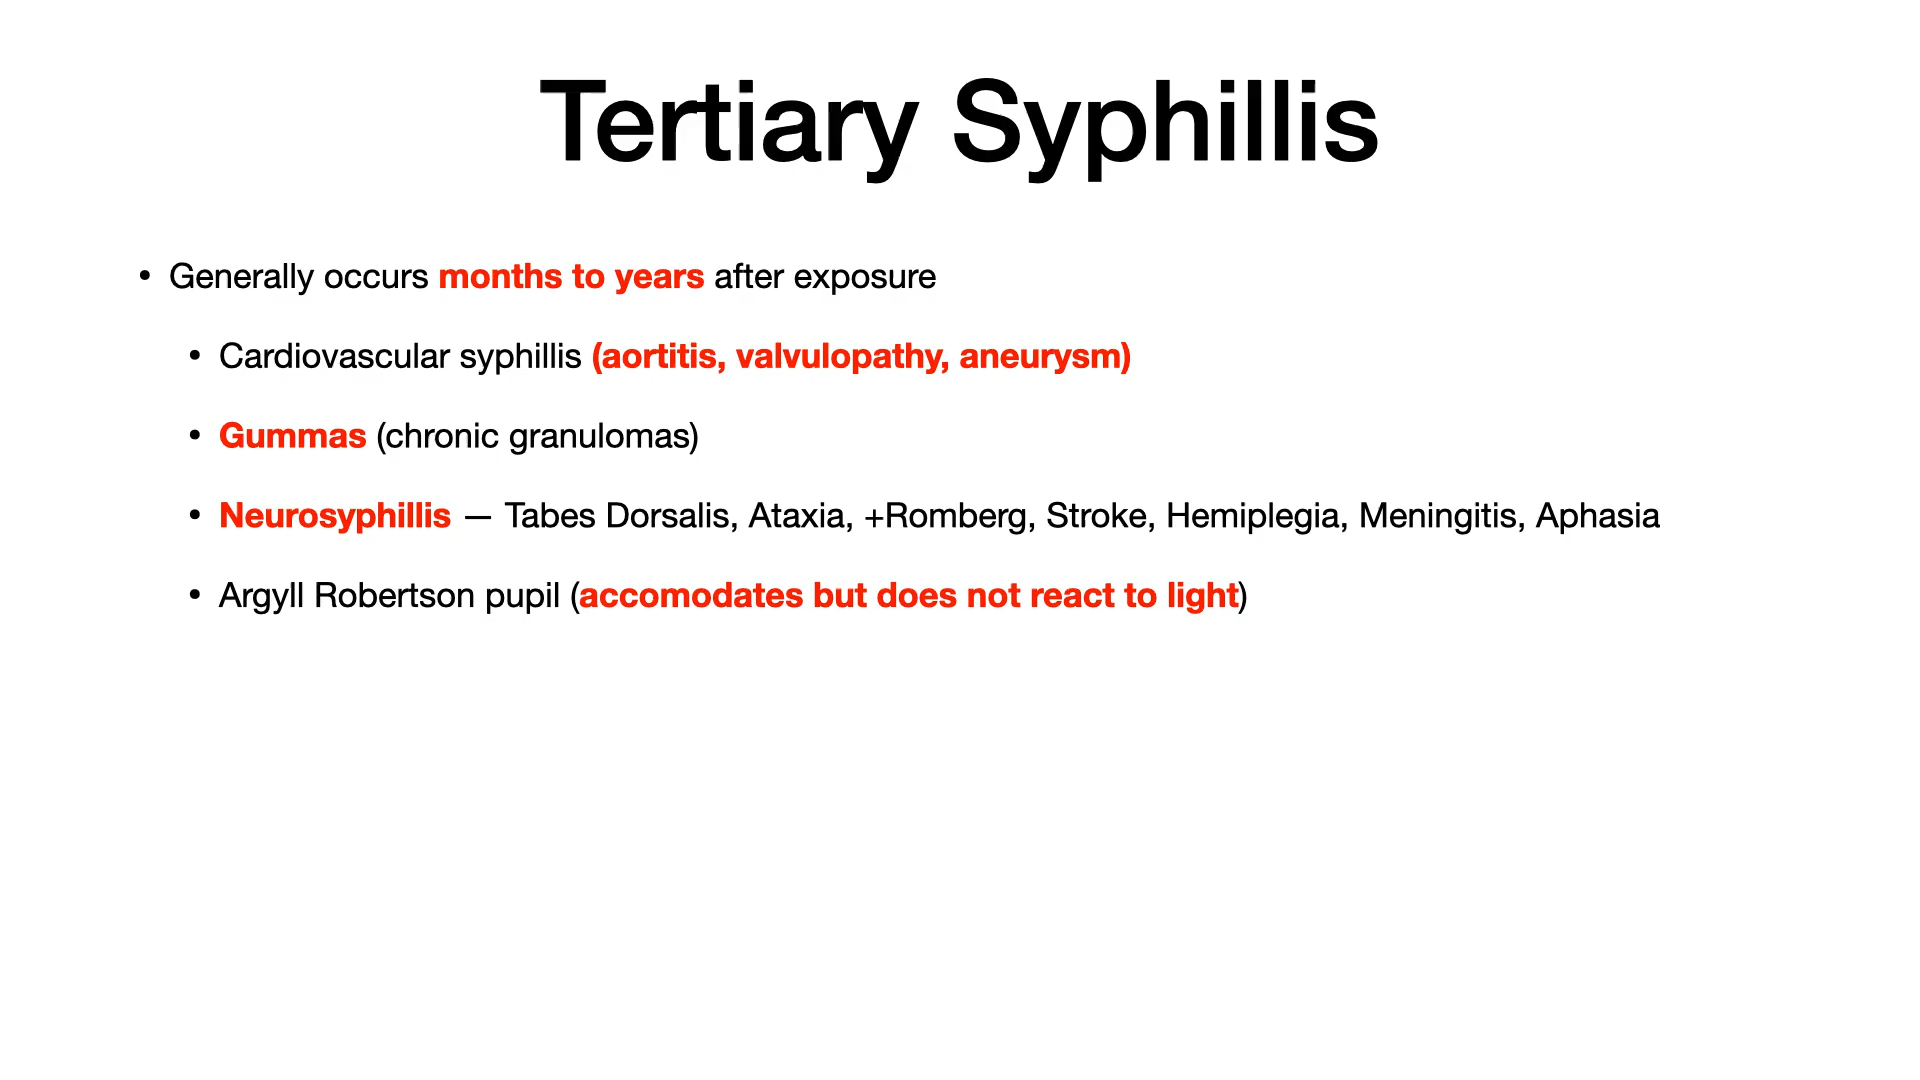 Tertiary Syphillis
• Generally occurs months to years after exposure
• Cardiovascular syphillis (aortitis, valvulopathy, aneurysm)
• Gummas (chronic granulomas)
• Neurosyphillis — Tabes Dorsalis, Ataxia, +Romberg, Stroke, Hemiplegia, Meningitis, Aphasia
• Argyll Robertson pupil (accomodates but does not react to light)